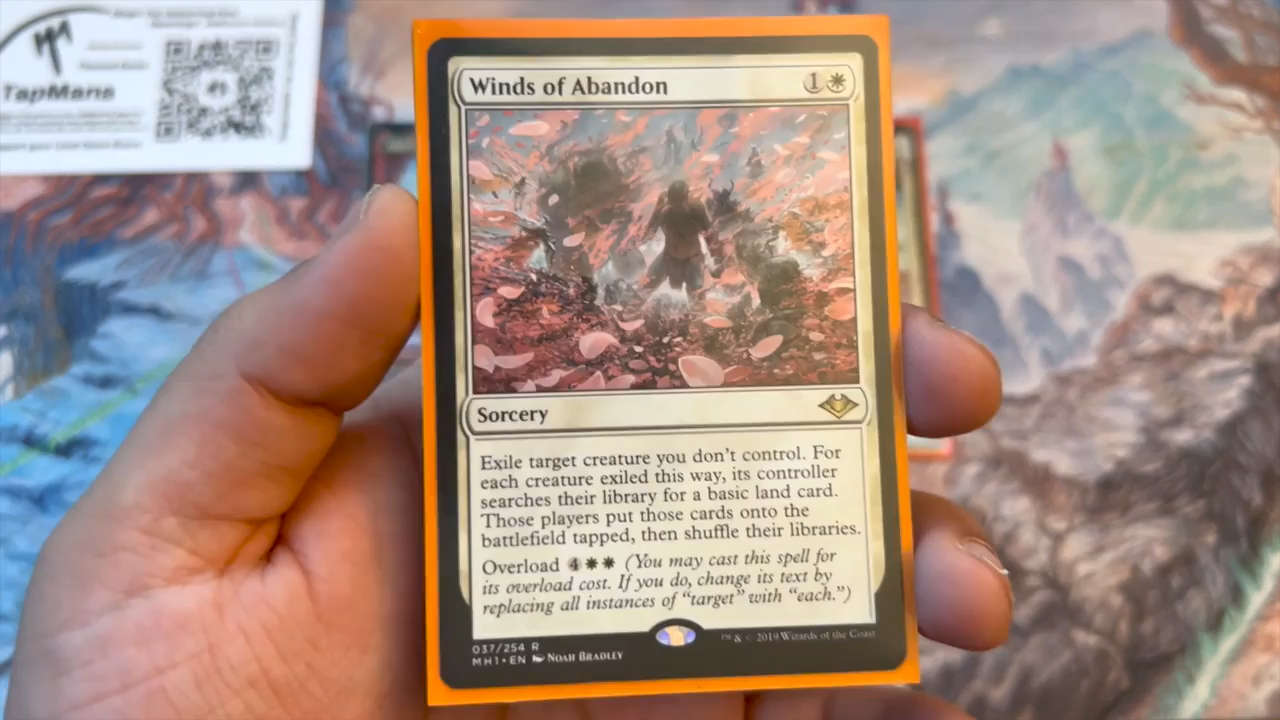 TapMans
Winds of Abandon 1
Sorcery
Exile target creature you don't control. For
each creature exiled this way, its controller
searches their library for a basic land card.
Those players put those cards onto the
battlefield tapped, then shuffle their libraries.
Overload 4 (You may cast this spell for
its overload cost. If you do, change its text by
replacing all instances of "target" with "each.")
037/254 R
MH1 • EN Noah Bradley
™ & © 2019 Wizards of the Coast